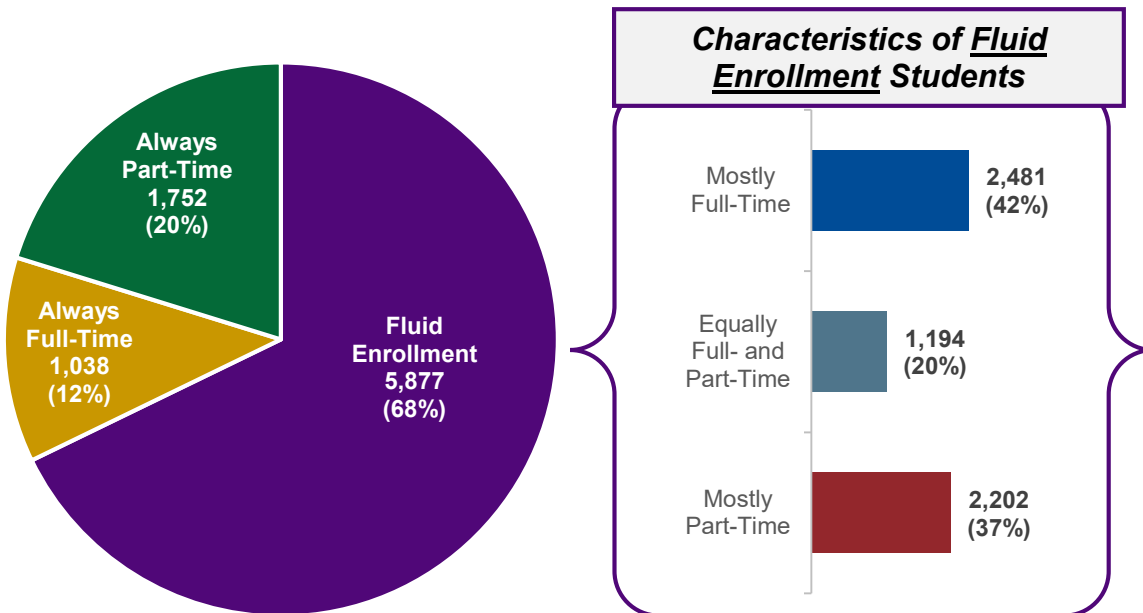 Always
Part-Time
1,752
(20%)
Always
Full-Time
1,038
(12%)
Fluid
Enrollment
5,877
(68%)
Characteristics of Fluid
Enrollment Students
Mostly
Full-Time
2,481
(42%)
Equally
Full- and
Part-Time
1,194
(20%)
Mostly
Part-Time
2,202
(37%)